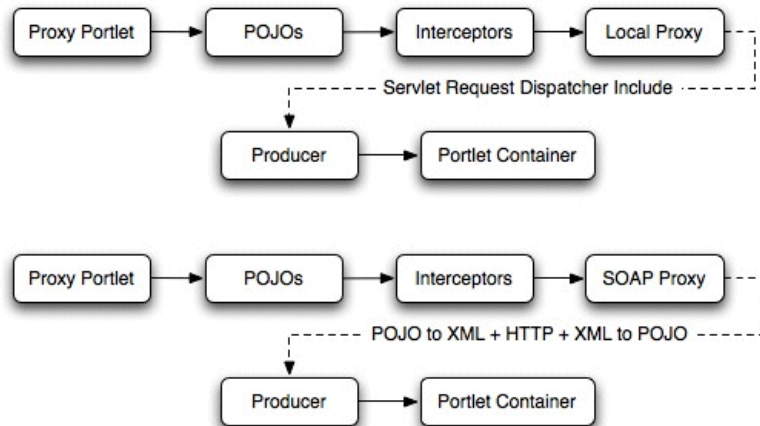 Proxy Portlet
POJOs
Interceptors
Local Proxy
Servlet Request Dispatcher Include
Producer
Portlet Container
Proxy Portlet
POJOs
Interceptors
SOAP Proxy
POJO to XML + HTTP + XML to POJO
Producer
Portlet Container